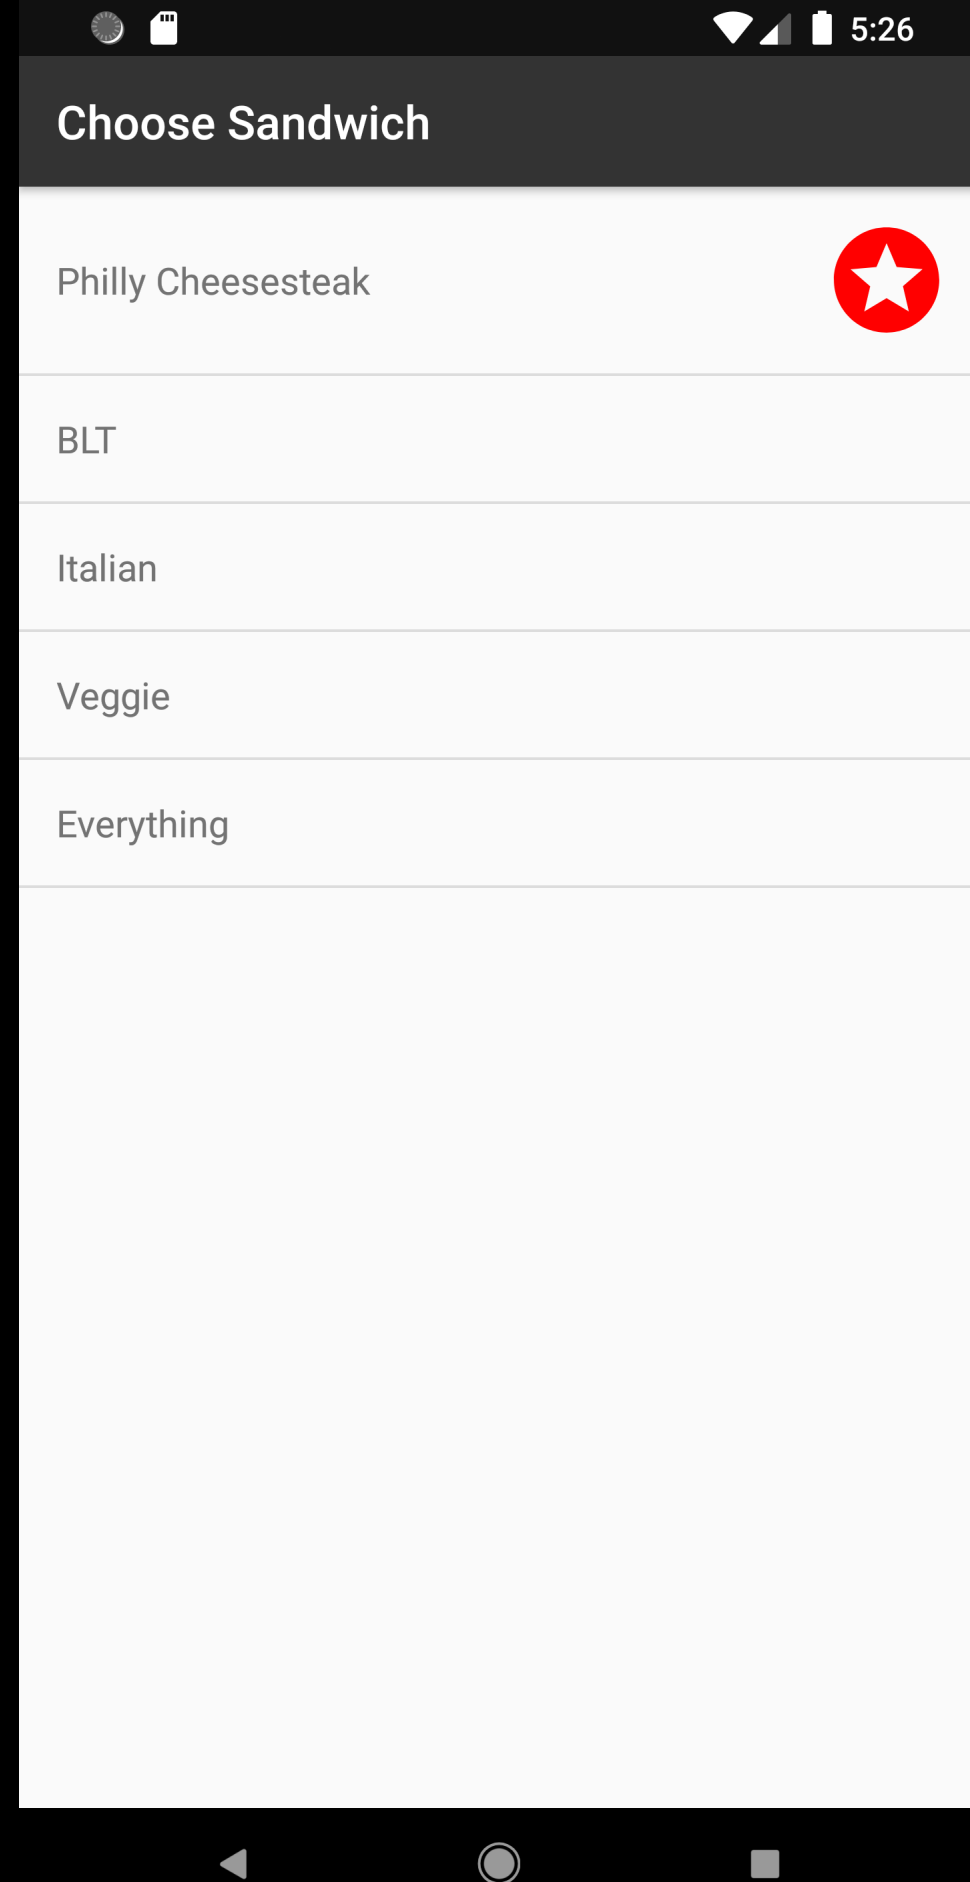 5:26
Choose Sandwich
Philly Cheesesteak
BLT
Italian
Veggie
Everything